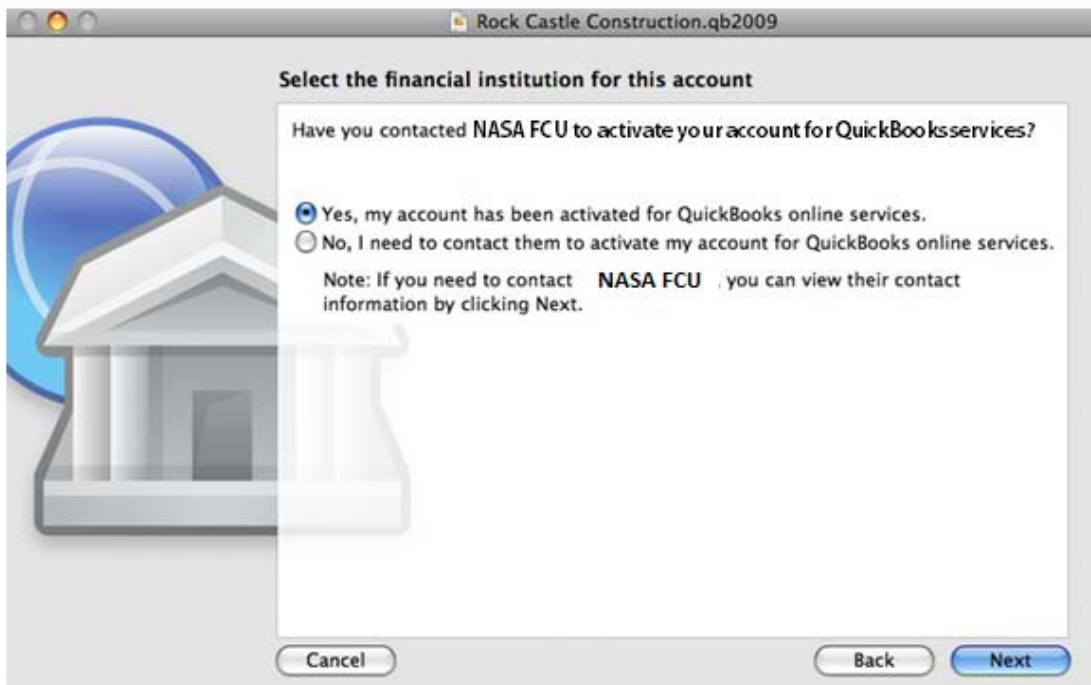 Rock Castle Construction.qb2009
Select the financial institution for this account
Have you contacted NASA FCU to activate your account for QuickBooksservices?
Yes, my account has been activated for QuickBooks online services.
No, I need to contact them to activate my account for QuickBooks online services.
Note: If you need to contact NASA FCU , you can view their contact
information by clicking Next.
Cancel Back Next